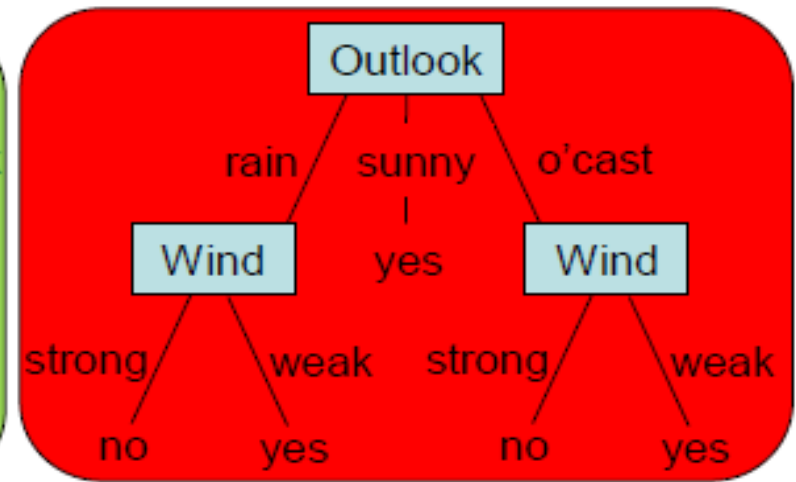 Outlook
rain sunny o'cast
Wind yes Wind
strong weak strong weak
no yes no yes